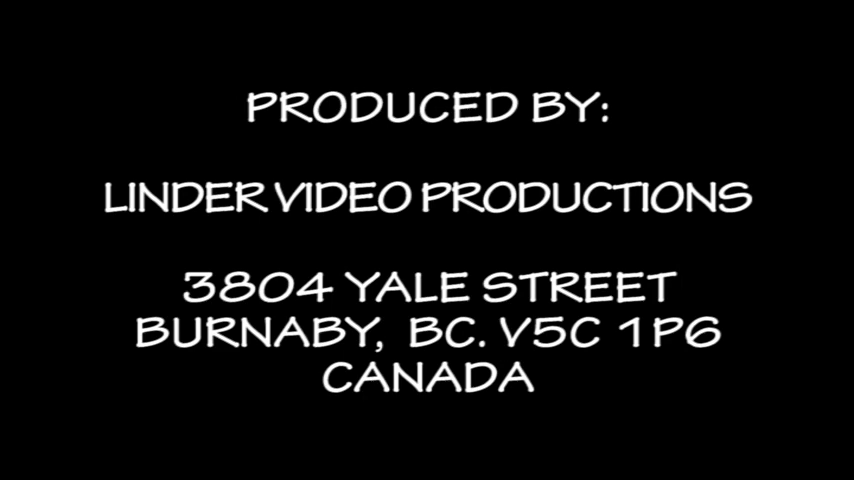 PRODUCED BY:
LINDER VIDEO PRODUCTIONS
3804 YALE STREET
BURNABY, BC. V5C 1P6
CANADA